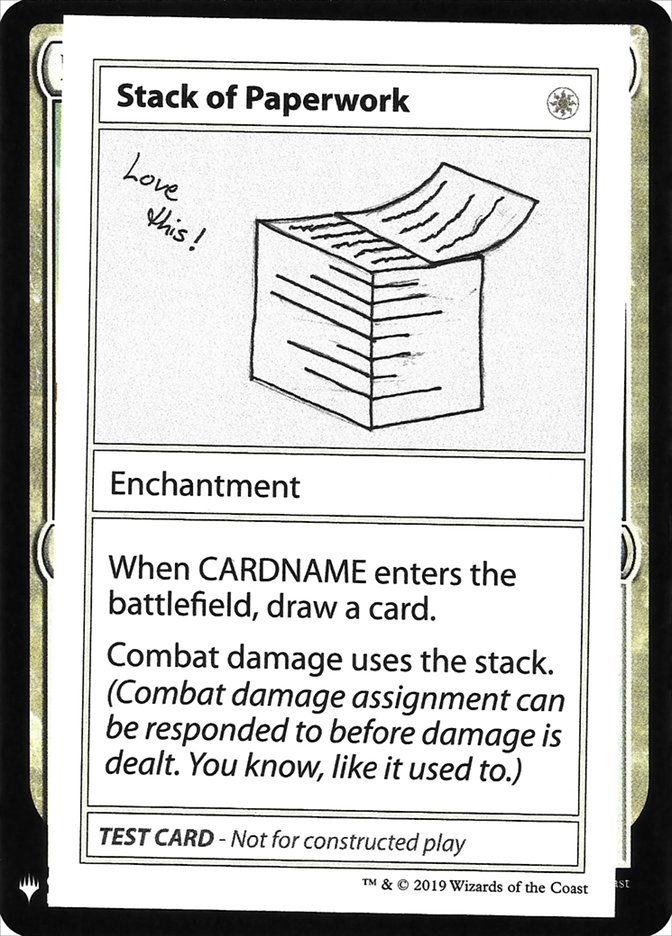 Stack of Paperwork
Love
this!
Enchantment
When CARDNAME enters the
battlefield, draw a card.
Combat damage uses the stack.
(Combat damage assignment can
be responded to before damage is
dealt. You know, like it used to.)
TEST CARD - Not for constructed play
™ & © 2019 Wizards of the Coast